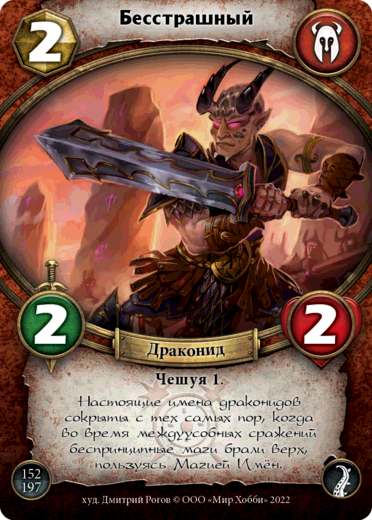 Бесстрашный
2
2
2
Драконид
Чешуя 1.
Настоящие имена драконидов
сокрыты с тех самых пор, когда
во время междуусобных сражений
беспринципные маги брали верх,
пользуясь Магией Имён.
152
197
худ. Дмитрий Рогов © ООО «Мир Хобби» 2022